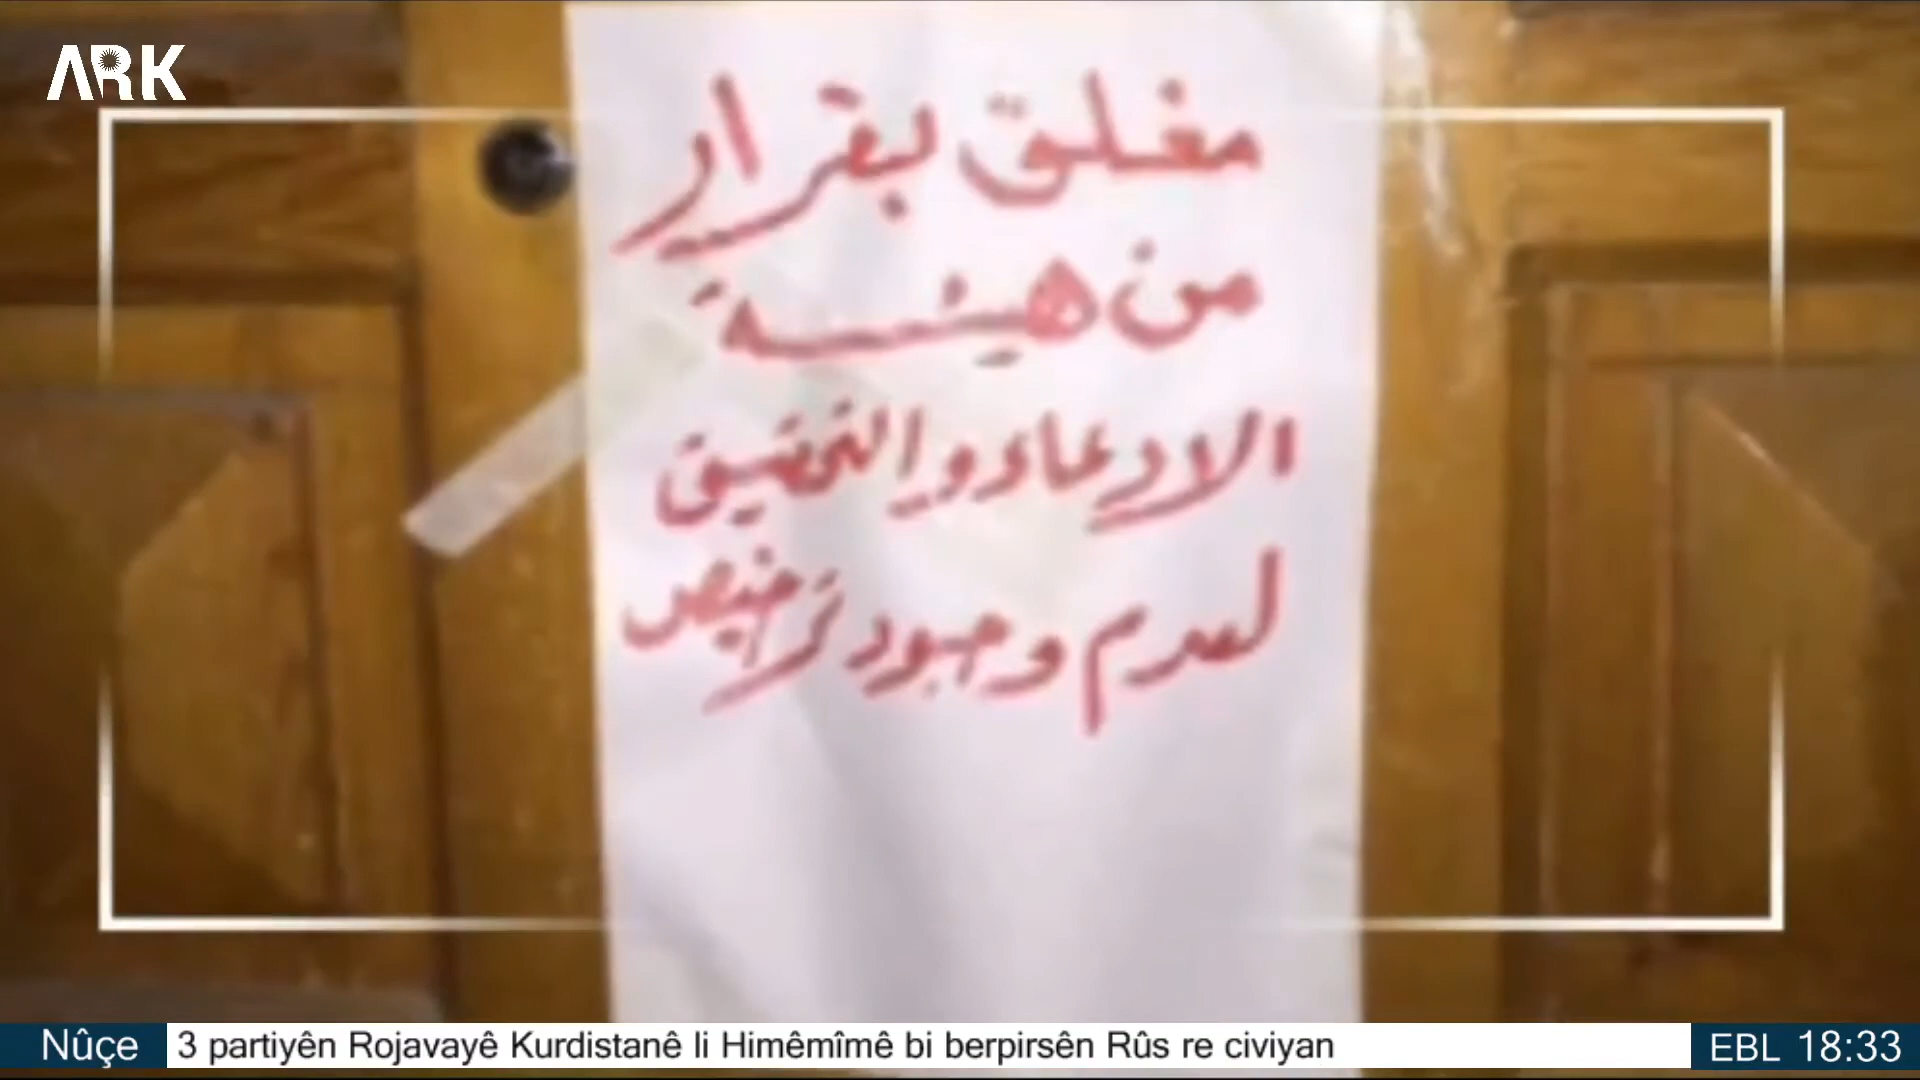 ARK
مغلق بقرار
من هيئة
الادعاء والتحقيق
لعدم وجود ترخيص
Nûçe
3 partiyên Rojavayê Kurdistanê li Himêmîmê bi berpirsên Rûs re civiyan
EBL 18:33